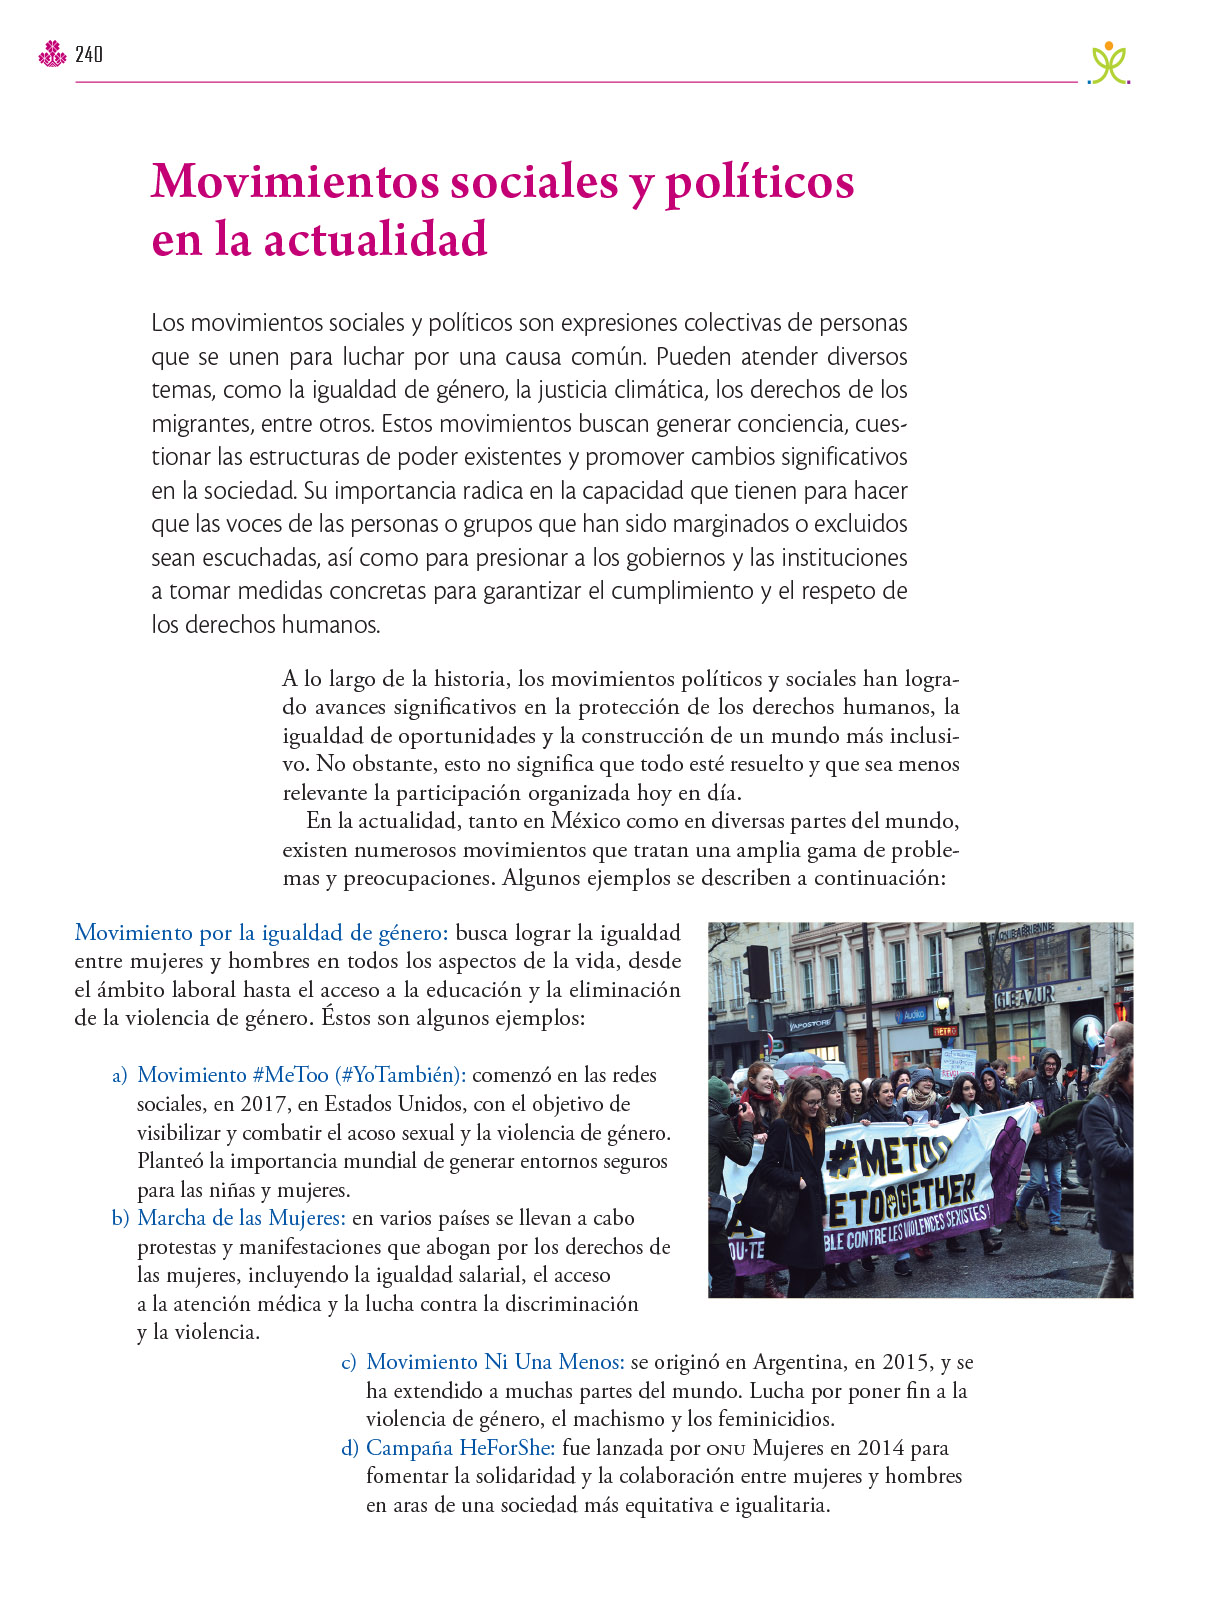 240
Movimientos sociales y políticos
en la actualidad
Los movimientos sociales y políticos son expresiones colectivas de personas
que se unen para luchar por una causa común. Pueden atender diversos
temas, como la igualdad de género, la justicia climática, los derechos de los
migrantes, entre otros. Estos movimientos buscan generar conciencia, cues-
tionar las estructuras de poder existentes y promover cambios significativos
en la sociedad. Su importancia radica en la capacidad que tienen para hacer
que las voces de las personas o grupos que han sido marginados o excluidos
sean escuchadas, así como para presionar a los gobiernos y las instituciones
a tomar medidas concretas para garantizar el cumplimiento y el respeto de
los derechos humanos.
A lo largo de la historia, los movimientos políticos y sociales han logra-
do avances significativos en la protección de los derechos humanos, la
igualdad de oportunidades y la construcción de un mundo más inclusi-
vo. No obstante, esto no significa que todo esté resuelto y que sea menos
relevante la participación organizada hoy en día.
En la actualidad, tanto en México como en diversas partes del mundo,
existen numerosos movimientos que tratan una amplia gama de proble-
mas y preocupaciones. Algunos ejemplos se describen a continuación:
Movimiento por la igualdad de género: busca lograr la igualdad
entre mujeres y hombres en todos los aspectos de la vida, desde
el ámbito laboral hasta el acceso a la educación y la eliminación
de la violencia de género. Éstos son algunos ejemplos:
a) Movimiento #MeToo (#YoTambién): comenzó en las redes
sociales, en 2017, en Estados Unidos, con el objetivo de
visibilizar y combatir el acoso sexual y la violencia de género.
Planteó la importancia mundial de generar entornos seguros
para las niñas y mujeres.
b) Marcha de las Mujeres: en varios países se llevan a cabo
protestas y manifestaciones que abogan por los derechos de
las mujeres, incluyendo la igualdad salarial, el acceso
a la atención médica y la lucha contra la discriminación
y la violencia.
GLEAZUR
VAPOSTORE
Audika
METRO
#METOO
ETOGETHER
BLE CONTRE LES VIOLENCES SEXISTES!
c) Movimiento Ni Una Menos: se originó en Argentina, en 2015, y se
ha extendido a muchas partes del mundo. Lucha por poner fin a la
violencia de género, el machismo y los feminicidios.
d) Campaña HeForShe: fue lanzada por ONU Mujeres en 2014 para
fomentar la solidaridad y la colaboración entre mujeres y hombres
en aras de una sociedad más equitativa e igualitaria.